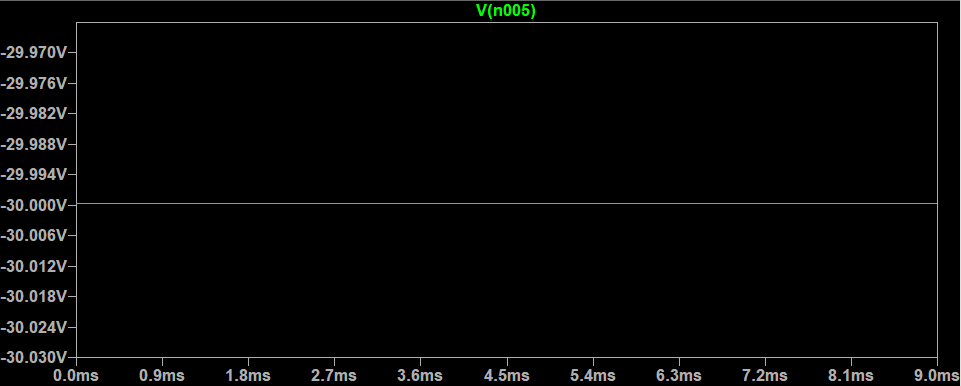 V(n005)
-29.970V
-29.976V
-29.982V
-29.988V
-29.994V
-30.000V
-30.006V
-30.012V
-30.018V
-30.024V
-30.030V
0.0ms 0.9ms 1.8ms 2.7ms 3.6ms 4.5ms 5.4ms 6.3ms 7.2ms 8.1ms 9.0ms